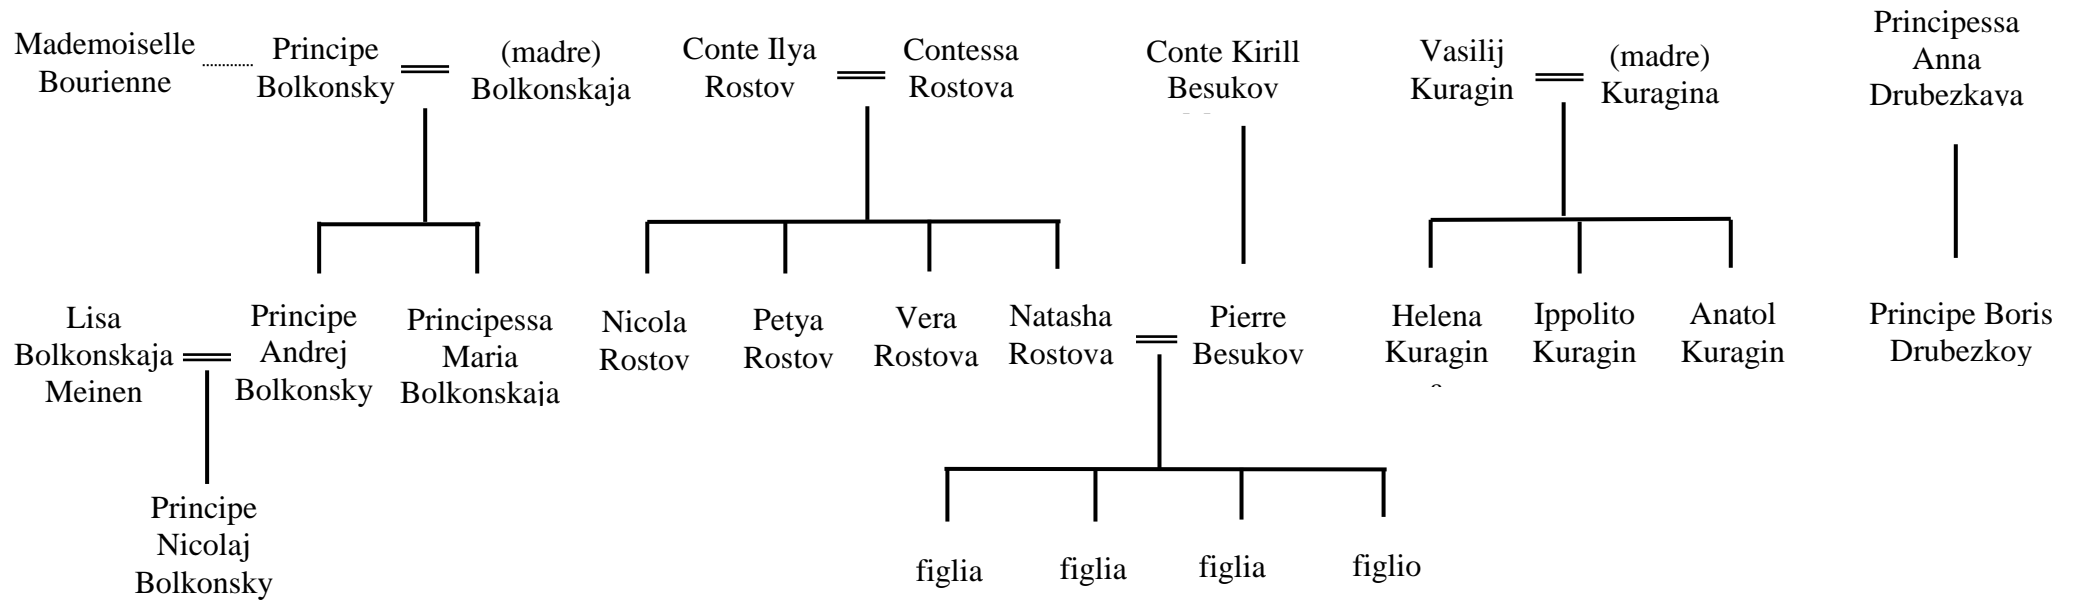 Mademoiselle
Bourienne
Principe
Bolkonsky
(madre)
Bolkonskaja
Conte Ilya
Rostov
Contessa
Rostova
Conte Kirill
Besukov
Vasilij
Kuragin
(madre)
Kuragina
Principessa
Anna
Drubezkava
Lisa
Bolkonskaja
Meinen
Principe
Andrej
Bolkonsky
Principessa
Maria
Bolkonskaja
Nicola
Rostov
Petya
Rostov
Vera
Rostova
Natasha
Rostova
Pierre
Besukov
Helena
Kuragin
Ippolito
Kuragin
Anatol
Kuragin
Principe Boris
Drubezkoy
Principe
Nicolaj
Bolkonsky
figlia
figlia
figlia
figlio